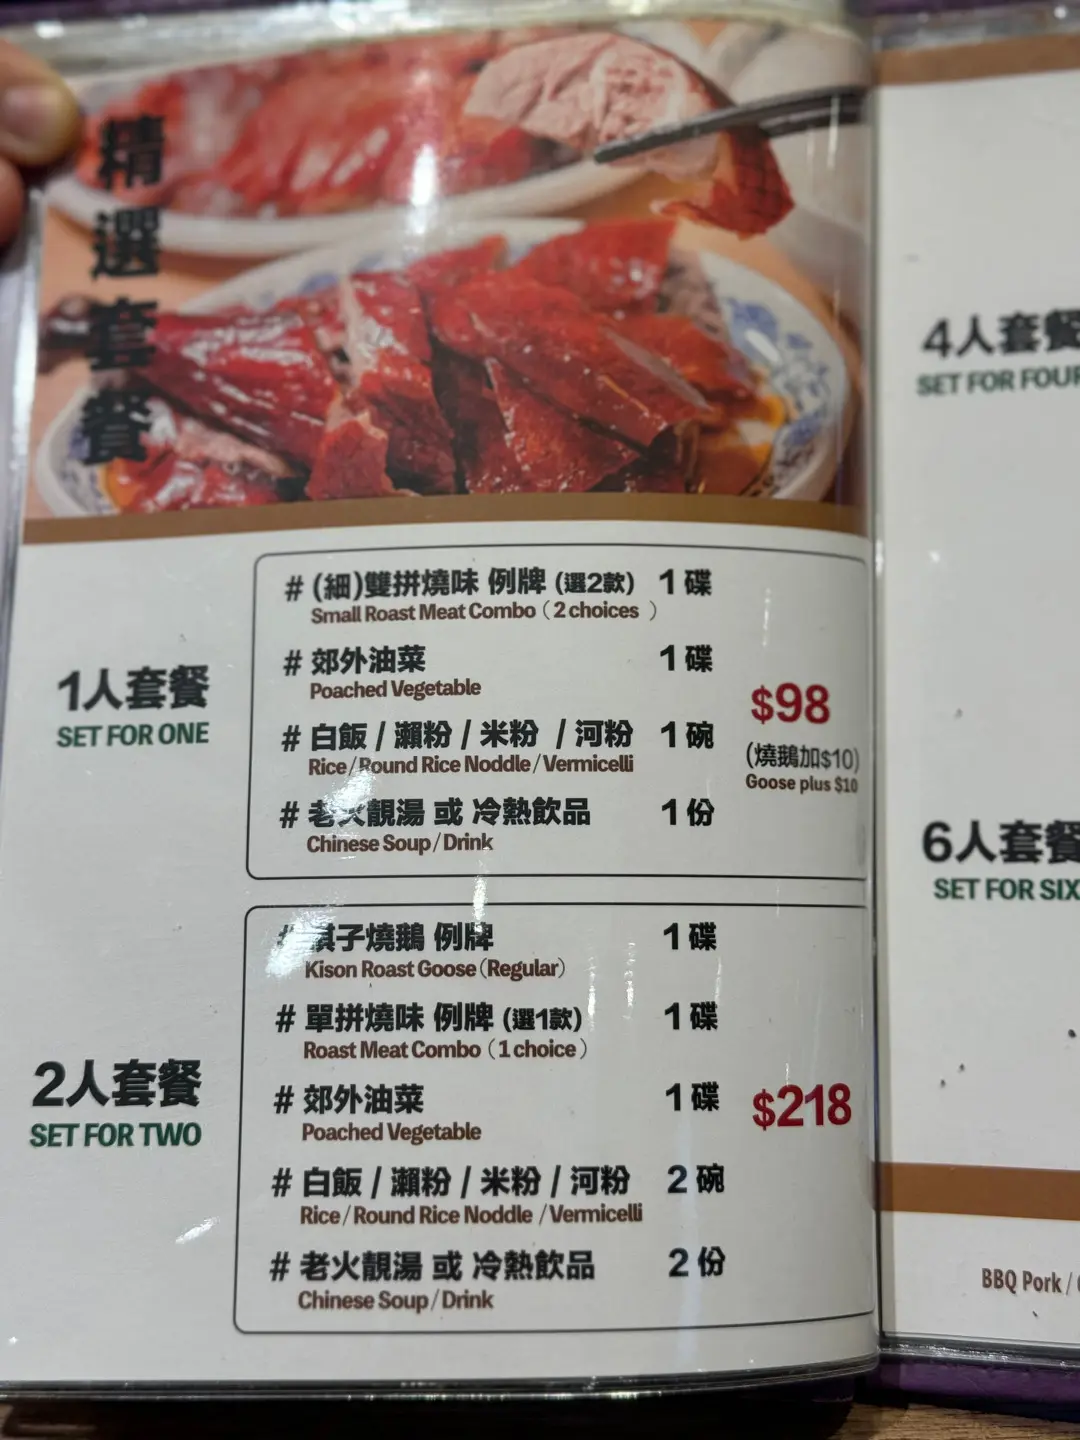 精選套餐
1人套餐
SET FOR ONE
# (細)雙拼燒味 例牌 (選2款) 1 碟
Small Roast Meat Combo ( 2 choices )
# 郊外油菜 1 碟
Poached Vegetable
# 白飯 / 瀨粉 / 米粉 / 河粉 1 碗
Rice / Round Rice Noddle / Vermicelli
# 老火靚湯 或 冷熱飲品 1 份
Chinese Soup / Drink
$98
(燒鵝加$10)
Goose plus $10
2人套餐
SET FOR TWO
# 祺子燒鵝 例牌 1 碟
Kison Roast Goose (Regular)
# 單拼燒味 例牌 (選1款) 1 碟
Roast Meat Combo ( 1 choice )
# 郊外油菜 1 碟
Poached Vegetable
# 白飯 / 瀨粉 / 米粉 / 河粉 2 碗
Rice / Round Rice Noddle / Vermicelli
# 老火靚湯 或 冷熱飲品 2 份
Chinese Soup / Drink
$218
4人套餐
SET FOR FOUR
6人套餐
SET FOR SIX
BBQ Pork /